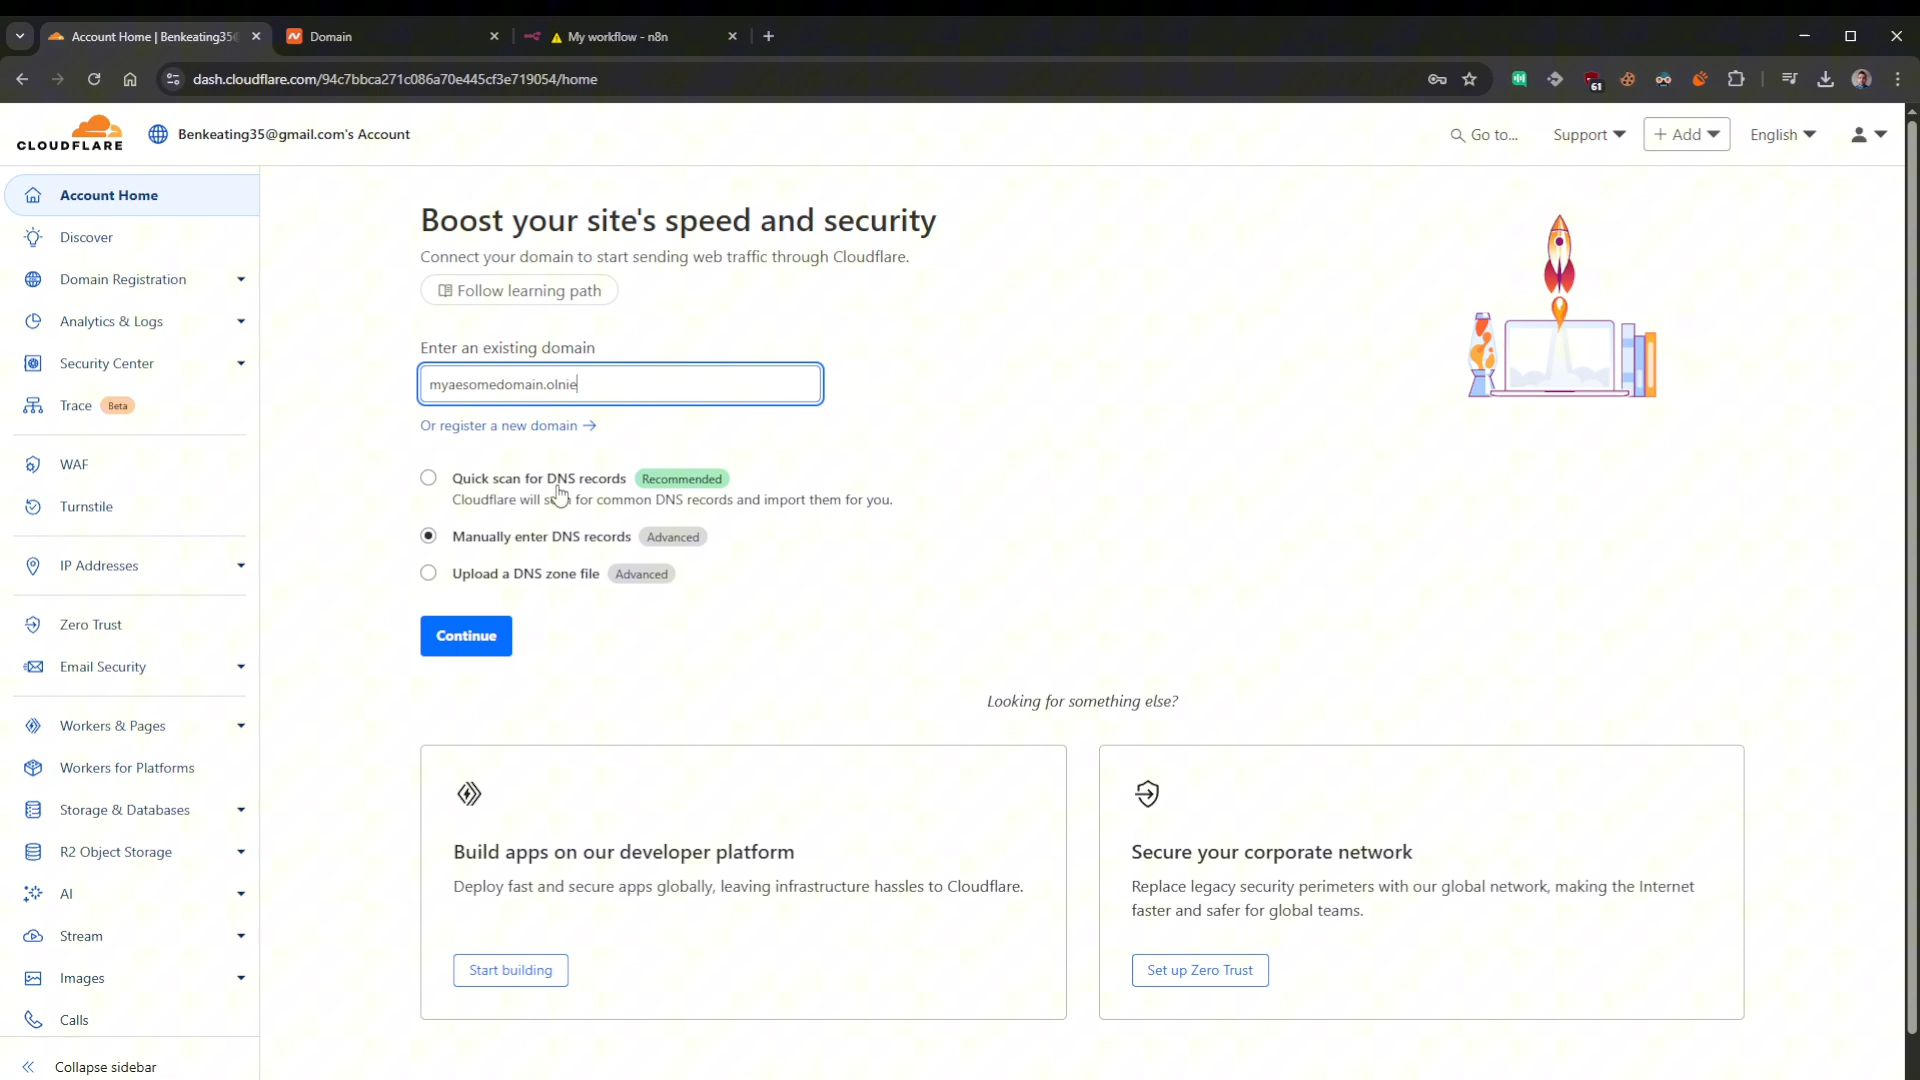 Account Home | Benkeating35
Domain
My workflow - n8n
dash.cloudflare.com/94c7bbca271c086a70e445cf3e719054/home
61
CLOUDFLARE
Benkeating35@gmail.com's Account
Go to...
Support
+ Add
English
Account Home
Discover
Domain Registration
Analytics & Logs
Security Center
Trace Beta
WAF
Turnstile
IP Addresses
Zero Trust
Email Security
Workers & Pages
Workers for Platforms
Storage & Databases
R2 Object Storage
AI
Stream
Images
Calls
Collapse sidebar
Boost your site's speed and security
Connect your domain to start sending web traffic through Cloudflare.
Follow learning path
Enter an existing domain
myaesomedomain.olnie
Or register a new domain →
Quick scan for DNS records Recommended
Cloudflare will for common DNS records and import them for you.
Manually enter DNS records Advanced
Upload a DNS zone file Advanced
Continue
Looking for something else?
Build apps on our developer platform
Deploy fast and secure apps globally, leaving infrastructure hassles to Cloudflare.
Start building
Secure your corporate network
Replace legacy security perimeters with our global network, making the Internet
faster and safer for global teams.
Set up Zero Trust